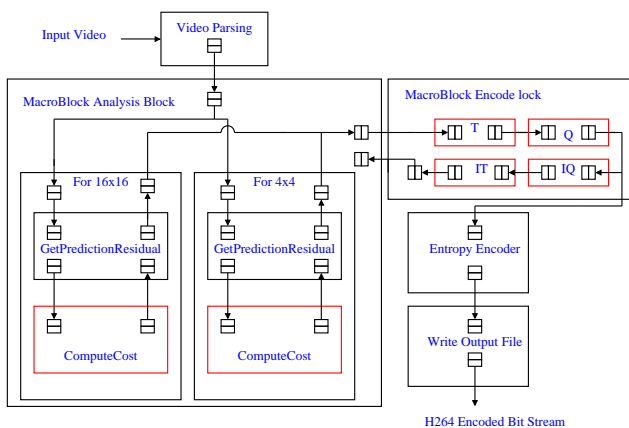 Input Video
Video Parsing
MacroBlock Analysis Block
MacroBlock Encode lock
T
Q
IT
IQ
For 16x16
For 4x4
GetPredictionResidual
GetPredictionResidual
Entropy Encoder
ComputeCost
ComputeCost
Write Output File
H264 Encoded Bit Stream